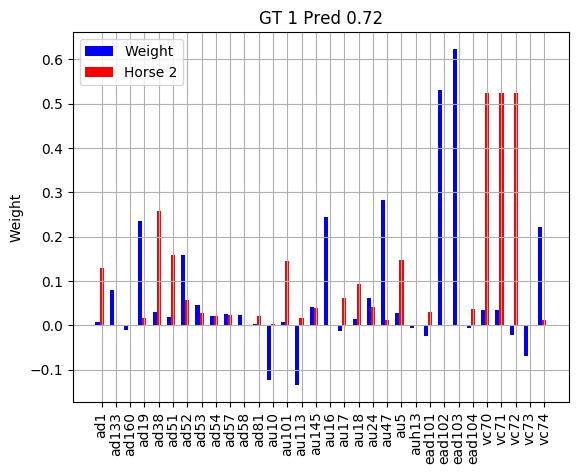 GT 1 Pred 0.72
Weight
Horse 2
Weight
0.6
0.5
0.4
0.3
0.2
0.1
0.0
−0.1
ad1
ad133
ad160
ad19
ad38
ad51
ad52
ad53
ad54
ad57
ad58
ad81
au10
au101
au113
au145
au16
au17
au18
au24
au47
au5
auh13
ead101
ead102
ead103
ead104
vc70
vc71
vc72
vc73
vc74